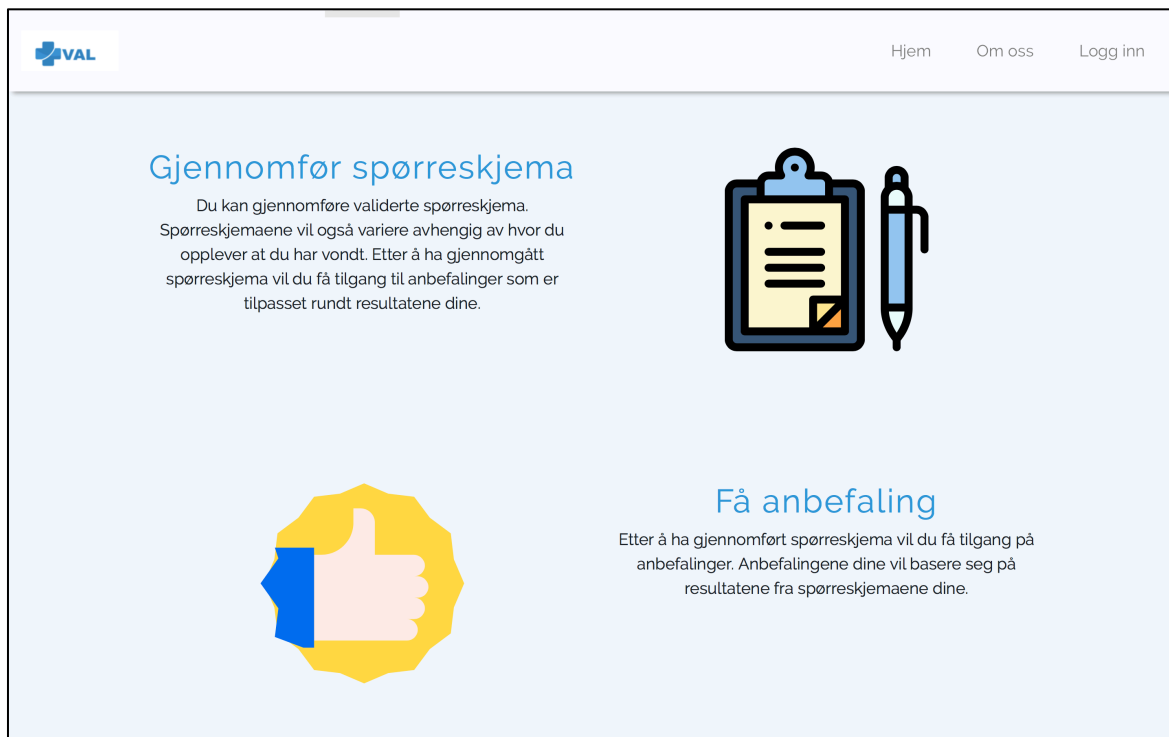 VAL
Hjem Om oss Logg inn
Gjennomfør spørreskjema
Du kan gjennomføre validerte spørreskjema.
Spørreskjemaene vil også variere avhengig av hvor du
opplever at du har vondt. Etter å ha gjennomgått
spørreskjema vil du få tilgang til anbefalinger som er
tilpasset rundt resultatene dine.
Få anbefaling
Etter å ha gjennomført spørreskjema vil du få tilgang på
anbefalinger. Anbefalingene dine vil basere seg på
resultatene fra spørreskjemaene dine.